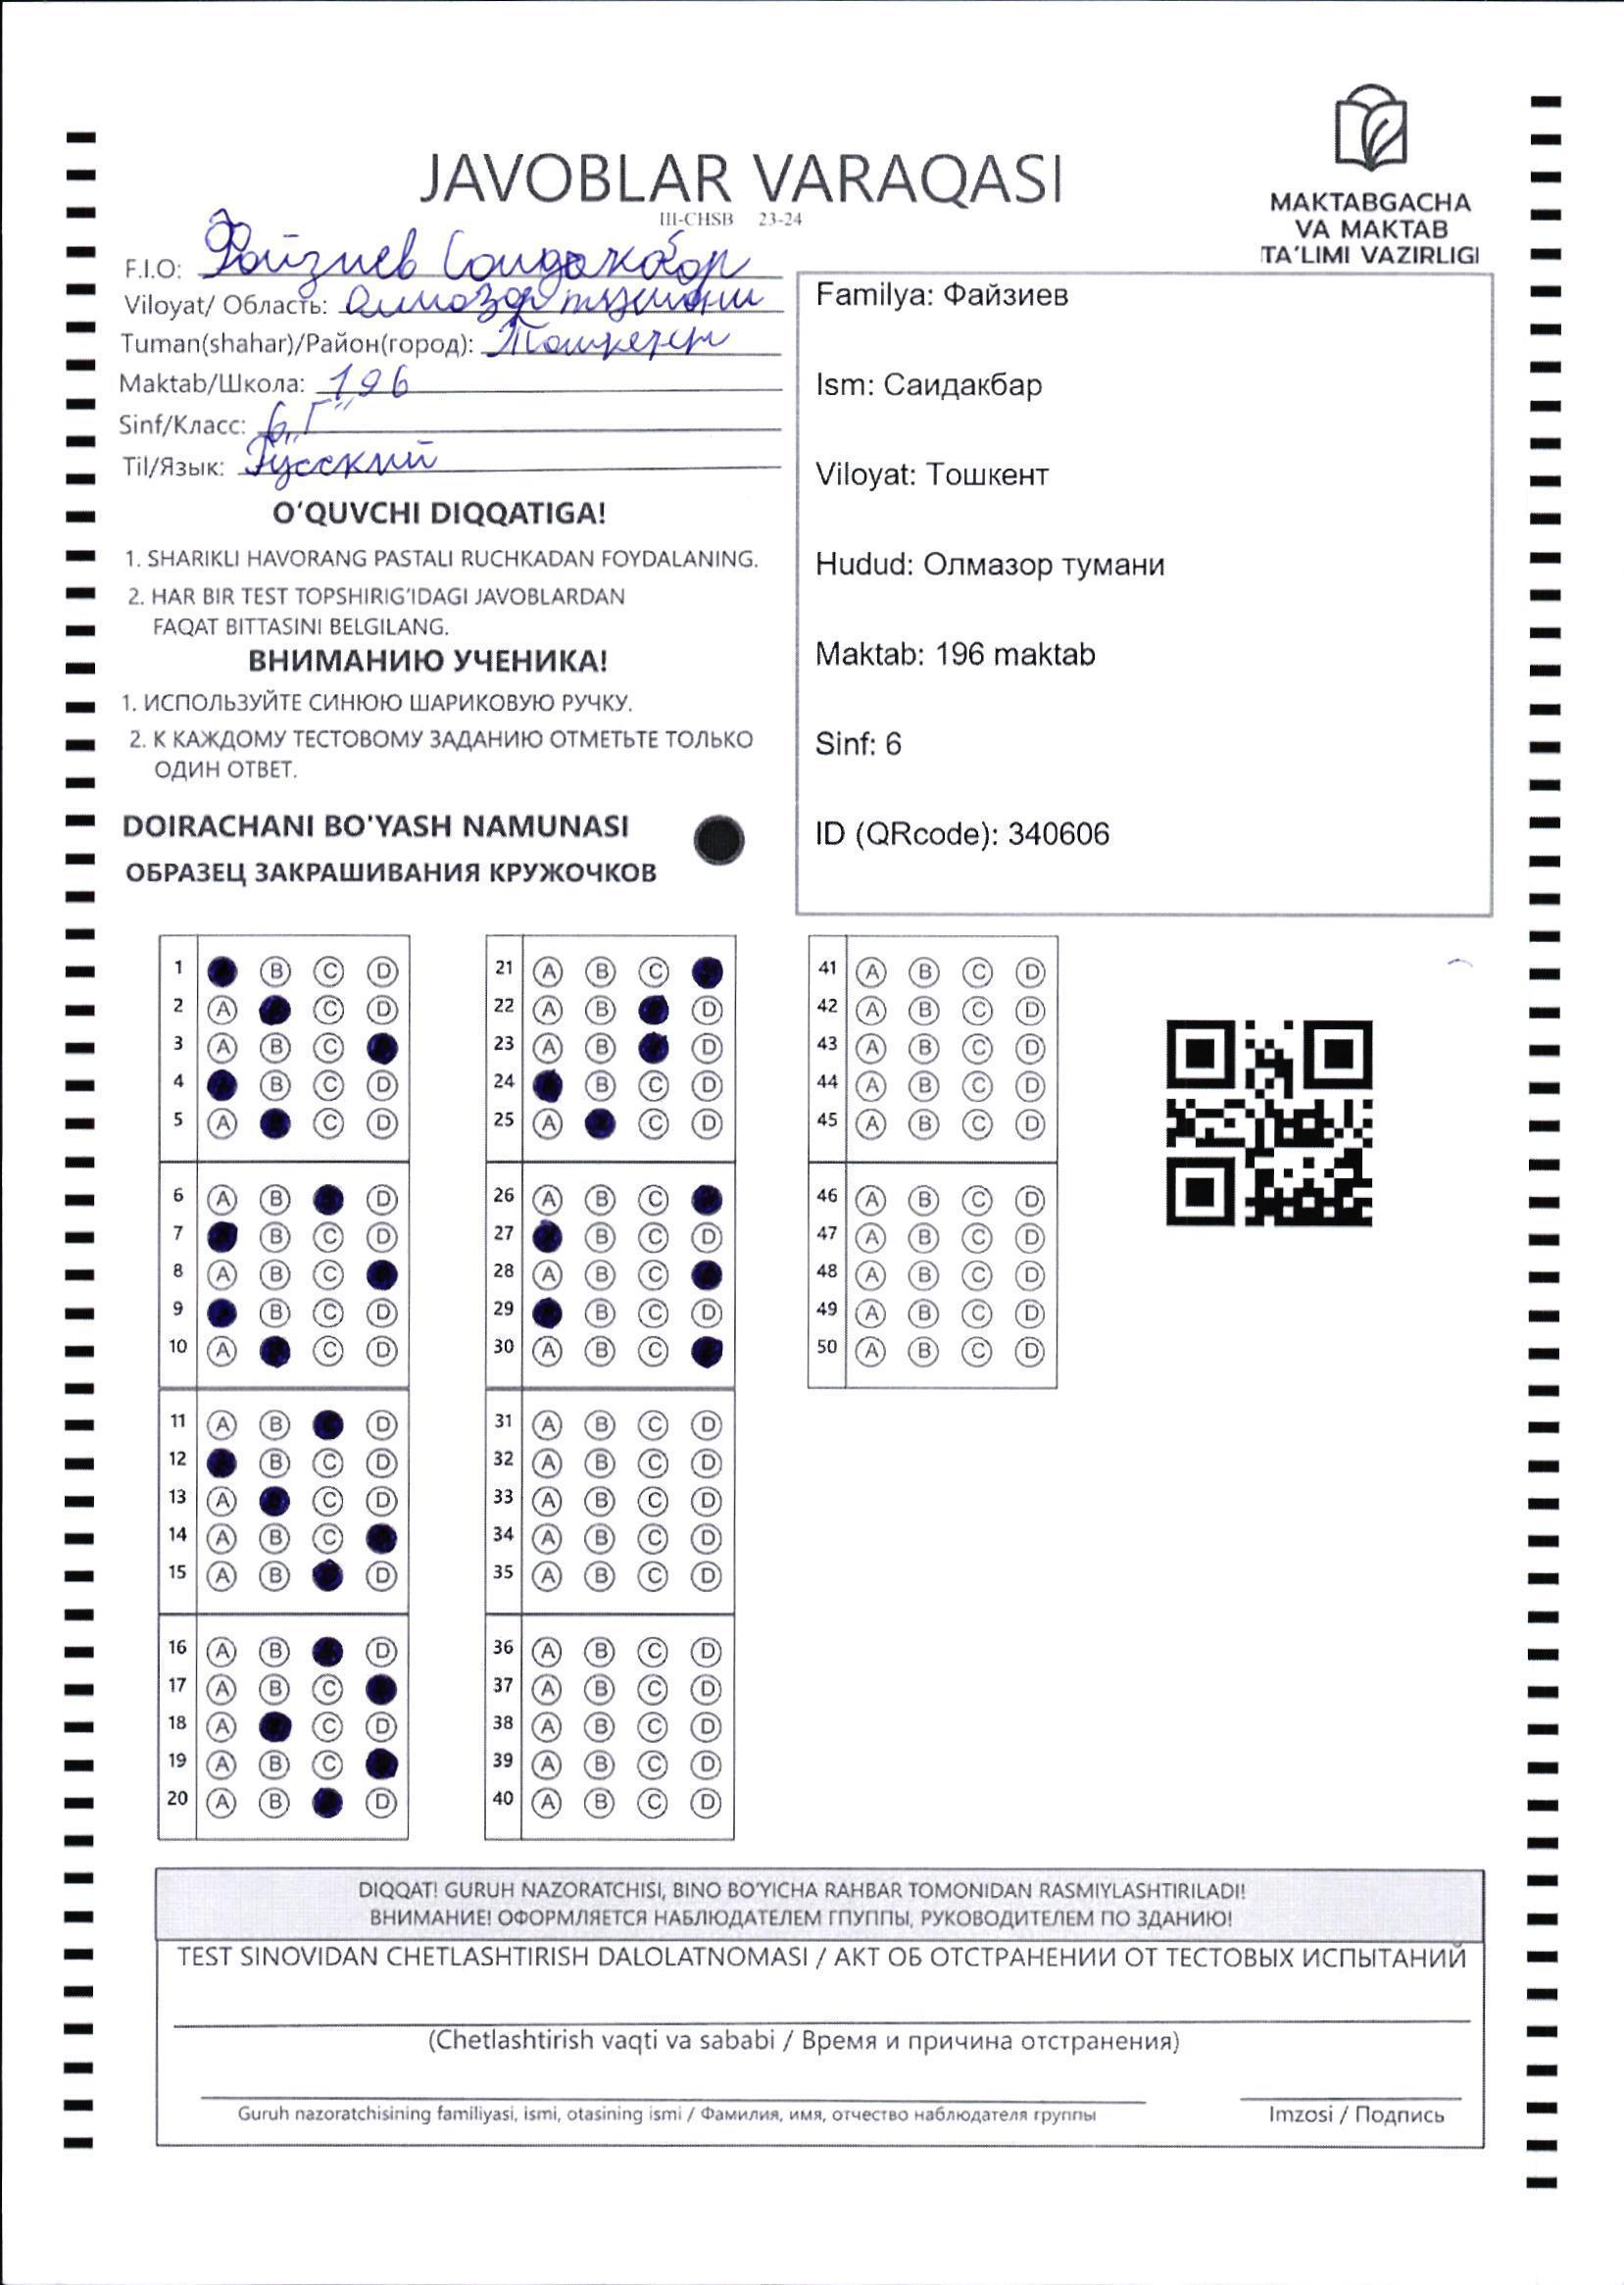 JAVOBLAR VARAQASI
III-CHSB 23-24
MAKTABGACHA
VA MAKTAB
TA'LIMI VAZIRLIGI
F.I.O: Файзиев Саидакбар
Viloyat/ Область: Олмазор тумани
Tuman(shahar)/Район(город): Тошкент
Maktab/Школа: 196
Sinf/Класс: 6 „Г"
Til/Язык: Русский
O'QUVCHI DIQQATIGA!
1. SHARIKLI HAVORANG PASTALI RUCHKADAN FOYDALANING.
2. HAR BIR TEST TOPSHIRIG'IDAGI JAVOBLARDAN
FAQAT BITTASINI BELGILANG.
ВНИМАНИЮ УЧЕНИКА!
1. ИСПОЛЬЗУЙТЕ СИНЮЮ ШАРИКОВУЮ РУЧКУ.
2. К КАЖДОМУ ТЕСТОВОМУ ЗАДАНИЮ ОТМЕТЬТЕ ТОЛЬКО
ОДИН ОТВЕТ.
DOIRACHANI BO'YASH NAMUNASI
ОБРАЗЕЦ ЗАКРАШИВАНИЯ КРУЖОЧКОВ
Familya: Файзиев
Ism: Саидакбар
Viloyat: Тошкент
Hudud: Олмазор тумани
Maktab: 196 maktab
Sinf: 6
ID (QRcode): 340606
1 B C D
2 A C D
3 A B C
4 B C D
5 A C D
6 A B D
7 B C D
8 A B C
9 B C D
10 A C D
11 A B D
12 B C D
13 A C D
14 A B C
15 A B D
16 A B D
17 A B C
18 A C D
19 A B C
20 A B D
21 A B C
22 A B D
23 A B D
24 B C D
25 A C D
26 A B C
27 B C D
28 A B C
29 B C D
30 A B C
31 A B C D
32 A B C D
33 A B C D
34 A B C D
35 A B C D
36 A B C D
37 A B C D
38 A B C D
39 A B C D
40 A B C D
41 A B C D
42 A B C D
43 A B C D
44 A B C D
45 A B C D
46 A B C D
47 A B C D
48 A B C D
49 A B C D
50 A B C D
DIQQAT! GURUH NAZORATCHISI, BINO BO'YICHA RAHBAR TOMONIDAN RASMIYLASHTIRILADI!
ВНИМАНИЕ! ОФОРМЛЯЕТСЯ НАБЛЮДАТЕЛЕМ ГПУППЫ, РУКОВОДИТЕЛЕМ ПО ЗДАНИЮ!
TEST SINOVIDAN CHETLASHTIRISH DALOLATNOMASI / АКТ ОБ ОТСТРАНЕНИИ ОТ ТЕСТОВЫХ ИСПЫТАНИЙ
(Chetlashtirish vaqti va sababi / Время и причина отстранения)
Guruh nazoratchisining familiyasi, ismi, otasining ismi / Фамилия, имя, отчество наблюдателя группы
Imzosi / Подпись